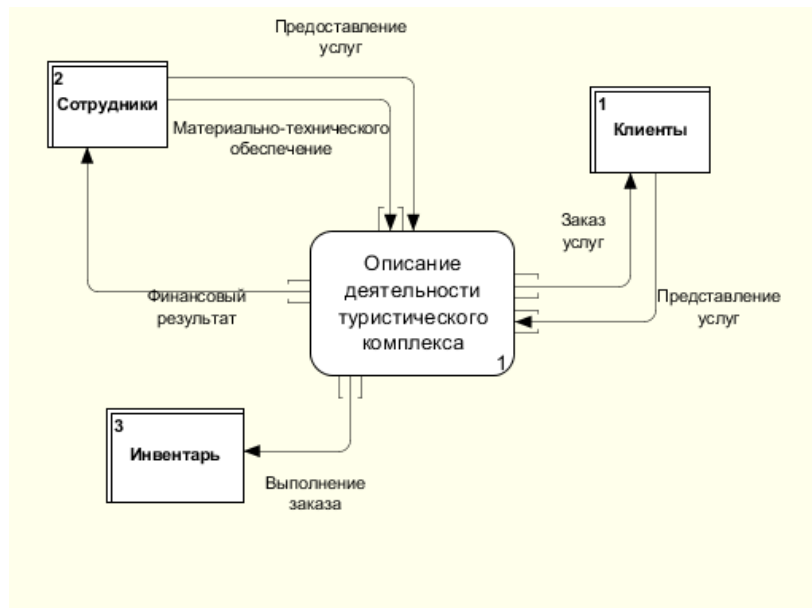 Предоставление
услуг
2
Сотрудники
1
Клиенты
Материально-технического
обеспечение
Заказ
услуг
Описание
деятельности
туристического
комплекса
1
Финансовый
результат
Представление
услуг
3
Инвентарь
Выполнение
заказа